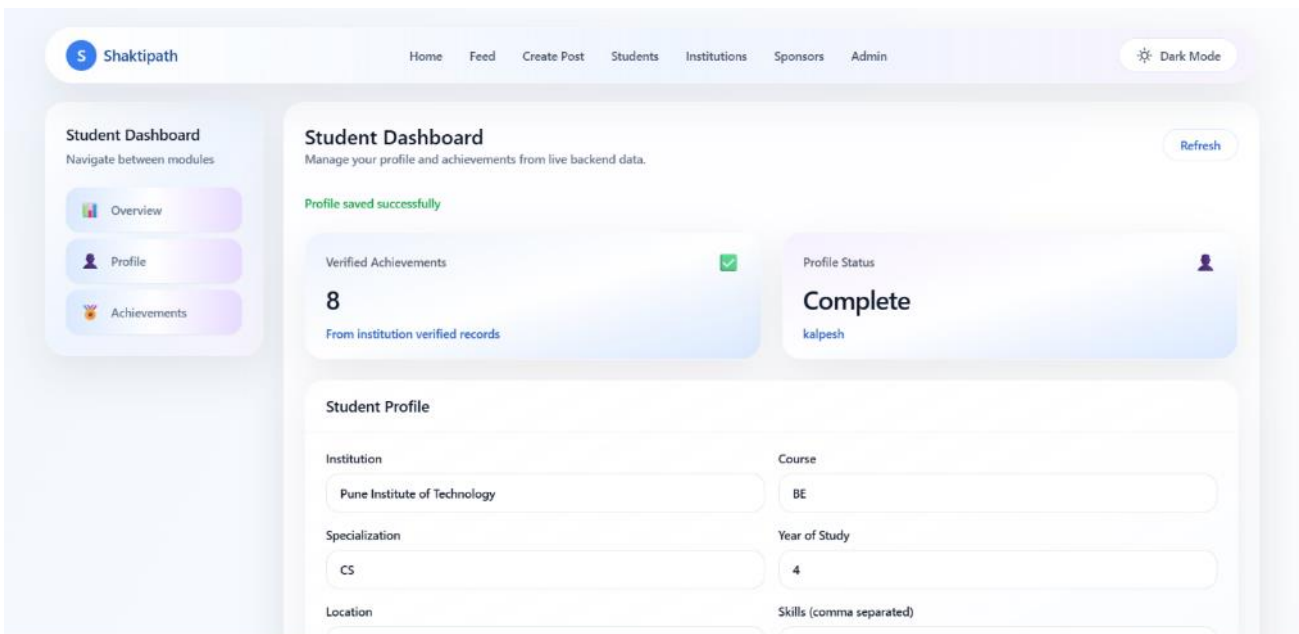 S Shaktipath
Home Feed Create Post Students Institutions Sponsors Admin
Dark Mode
Student Dashboard
Navigate between modules
Overview
Profile
Achievements
Student Dashboard
Manage your profile and achievements from live backend data.
Refresh
Profile saved successfully
Verified Achievements
8
From institution verified records
Profile Status
Complete
kalpesh
Student Profile
Institution
Pune Institute of Technology
Course
BE
Specialization
CS
Year of Study
4
Location
Skills (comma separated)